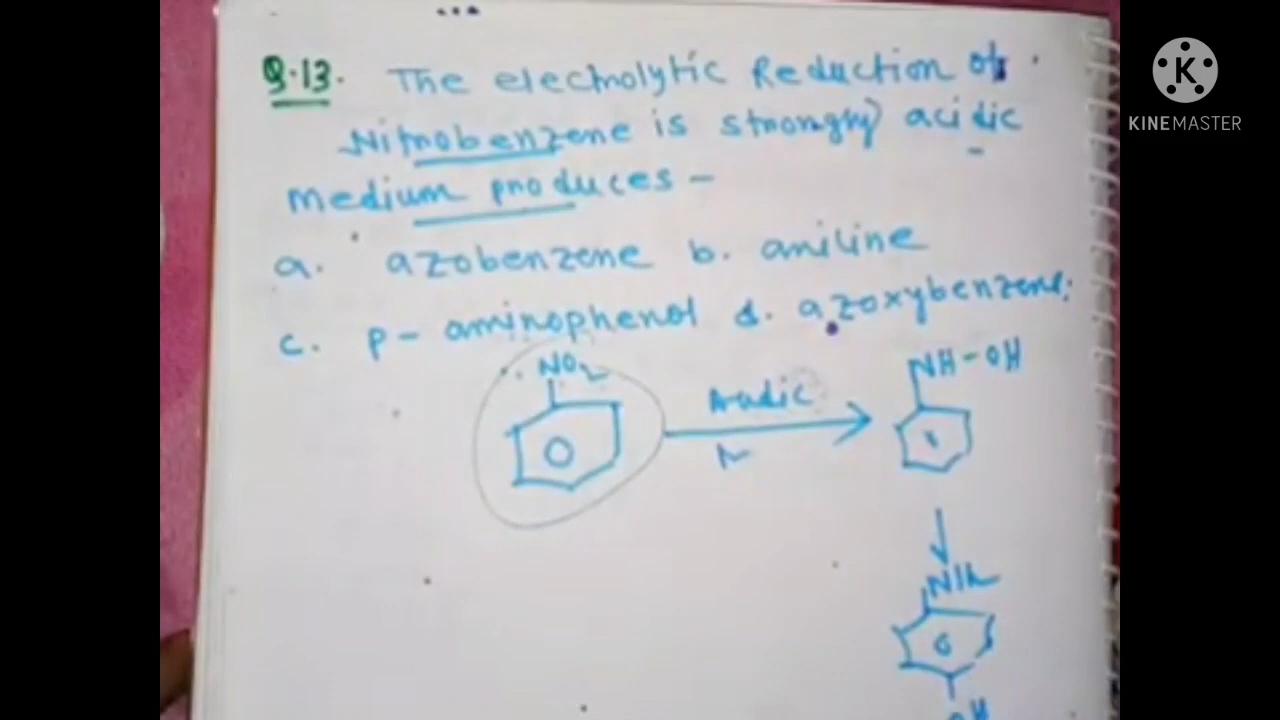 Q.13. The electrolytic Reduction of
Nitrobenzene is strongly acidic
medium produces -
a. azobenzene b. aniline
c. p- aminophenol d. azoxybenzene.
NO2
NH-OH
Acidic
NH2
OH
K
KINEMASTER